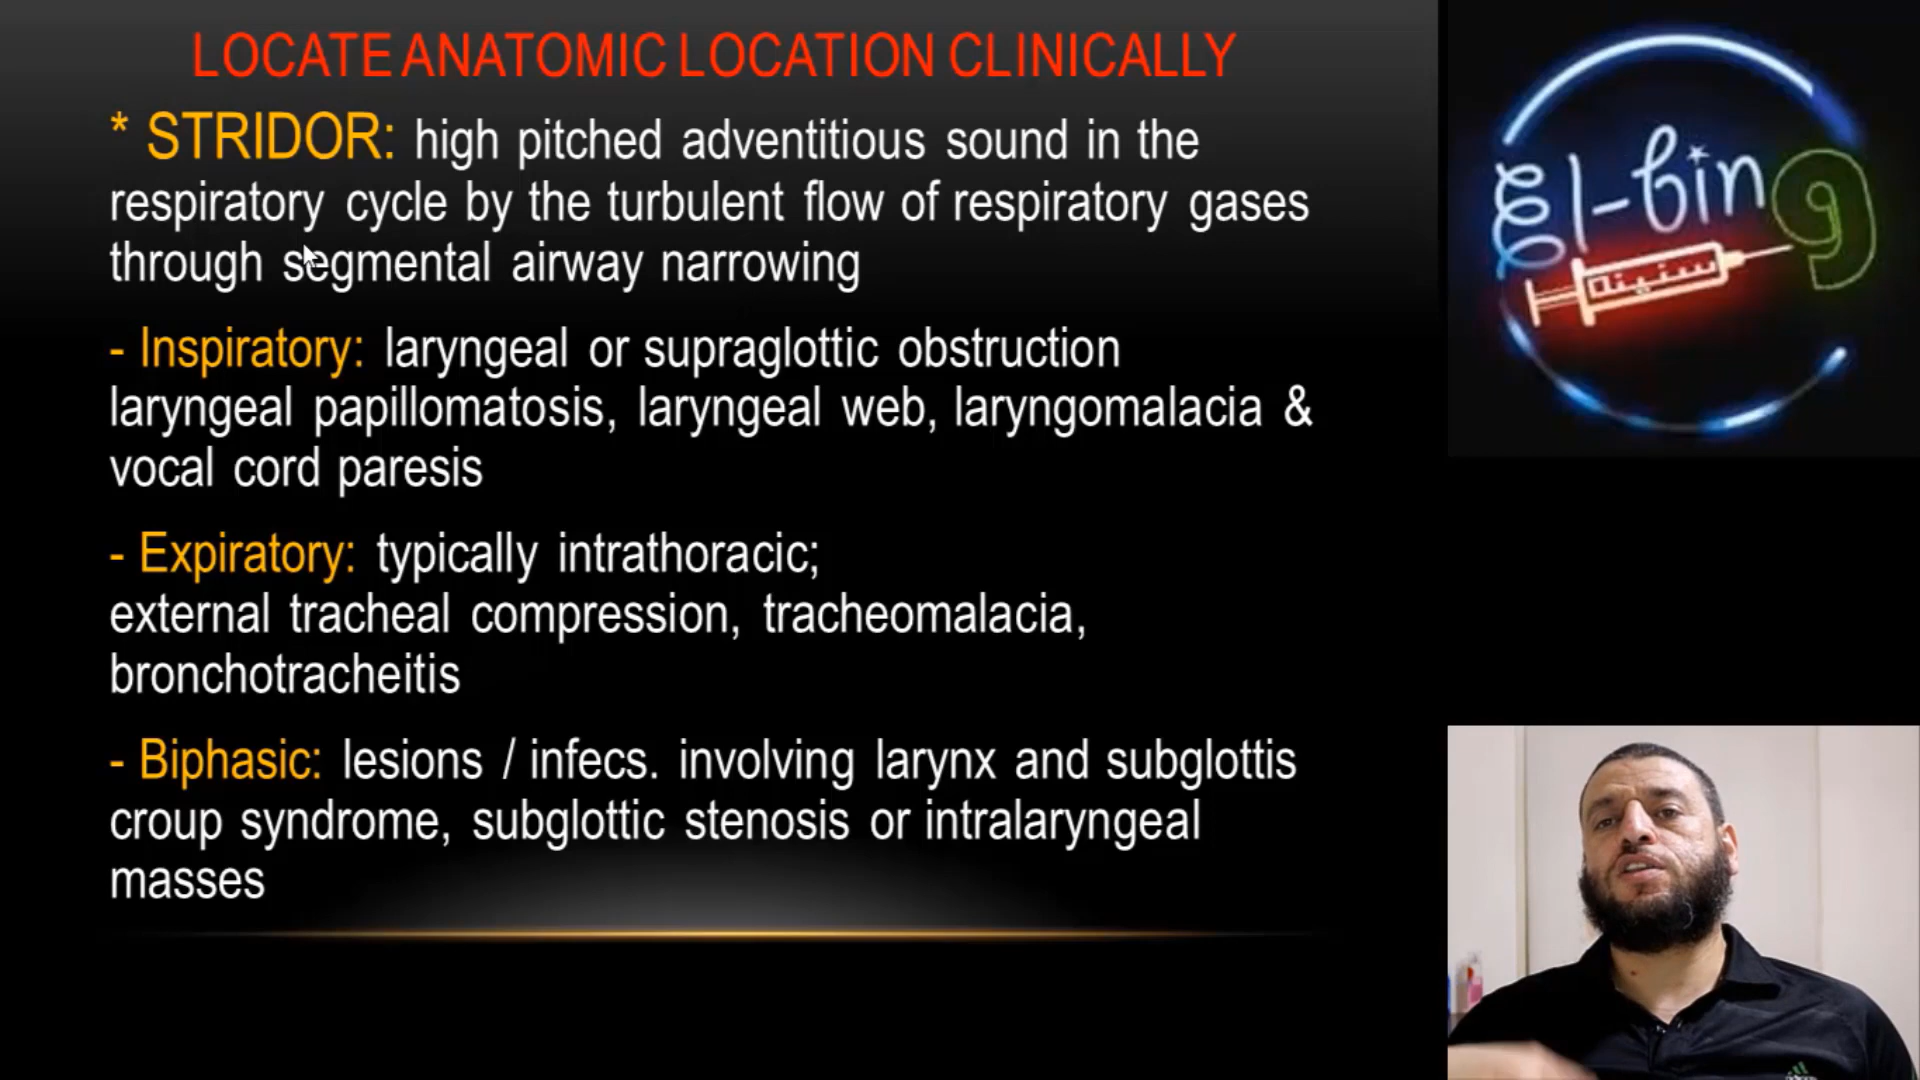 LOCATE ANATOMIC LOCATION CLINICALLY
* STRIDOR: high pitched adventitious sound in the
respiratory cycle by the turbulent flow of respiratory gases
through segmental airway narrowing
- Inspiratory: laryngeal or supraglottic obstruction
laryngeal papillomatosis, laryngeal web, laryngomalacia &
vocal cord paresis
- Expiratory: typically intrathoracic;
external tracheal compression, tracheomalacia,
bronchotracheitis
- Biphasic: lesions / infecs. involving larynx and subglottis
croup syndrome, subglottic stenosis or intralaryngeal
masses
El-bing